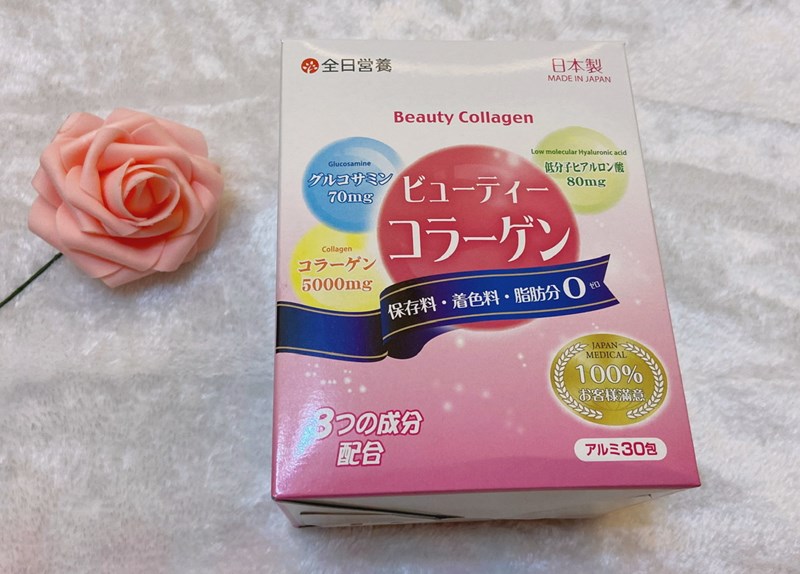 全日営養
日本製
MADE IN JAPAN
Beauty Collagen
Glucosamine
グルコサミン
70mg
Low molecular Hyaluronic acid
低分子ヒアルロン酸
80mg
ビューティー
コラーゲン
Collagen
コラーゲン
5000mg
保存料・着色料・脂肪分0ゼロ
JAPAN
MEDICAL
100%
お客様満意
8つの成分
配合
アルミ30包